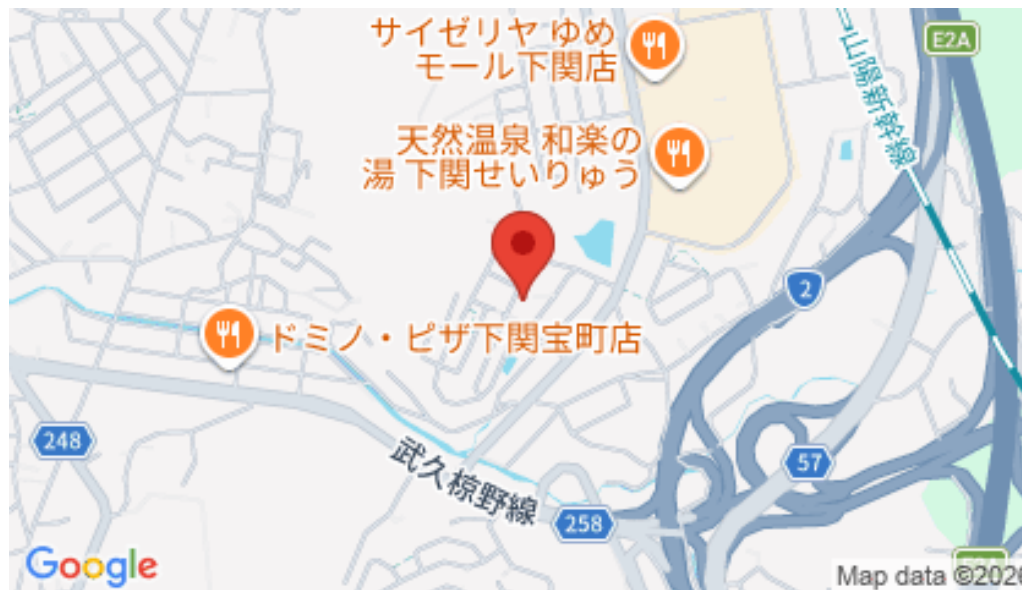 サイゼリヤ ゆめ
モール下関店
E2A
山陽新幹線
天然温泉 和楽の
湯 下関せいりゅう
2
ドミノ・ピザ下関宝町店
248
武久椋野線
57
258
Google
Map data ©2026